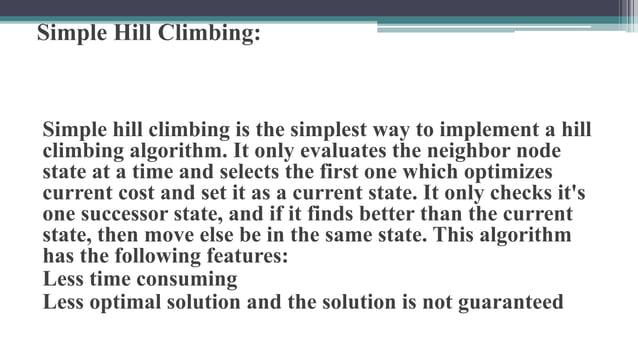 Simple Hill Climbing:
Simple hill climbing is the simplest way to implement a hill
climbing algorithm. It only evaluates the neighbor node
state at a time and selects the first one which optimizes
current cost and set it as a current state. It only checks it's
one successor state, and if it finds better than the current
state, then move else be in the same state. This algorithm
has the following features:
Less time consuming
Less optimal solution and the solution is not guaranteed